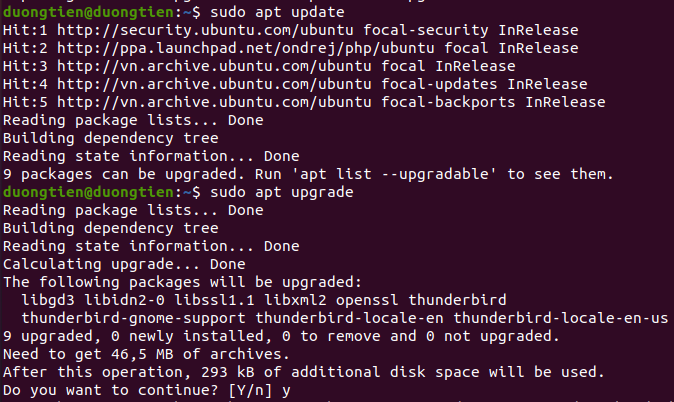 duongtien@duongtien:~$ sudo apt update
Hit:1 http://security.ubuntu.com/ubuntu focal-security InRelease
Hit:2 http://ppa.launchpad.net/ondrej/php/ubuntu focal InRelease
Hit:3 http://vn.archive.ubuntu.com/ubuntu focal InRelease
Hit:4 http://vn.archive.ubuntu.com/ubuntu focal-updates InRelease
Hit:5 http://vn.archive.ubuntu.com/ubuntu focal-backports InRelease
Reading package lists... Done
Building dependency tree
Reading state information... Done
9 packages can be upgraded. Run 'apt list --upgradable' to see them.
duongtien@duongtien:~$ sudo apt upgrade
Reading package lists... Done
Building dependency tree
Reading state information... Done
Calculating upgrade... Done
The following packages will be upgraded:
  libgd3 libidn2-0 libssl1.1 libxml2 openssl thunderbird
  thunderbird-gnome-support thunderbird-locale-en thunderbird-locale-en-us
9 upgraded, 0 newly installed, 0 to remove and 0 not upgraded.
Need to get 46,5 MB of archives.
After this operation, 293 kB of additional disk space will be used.
Do you want to continue? [Y/n] y